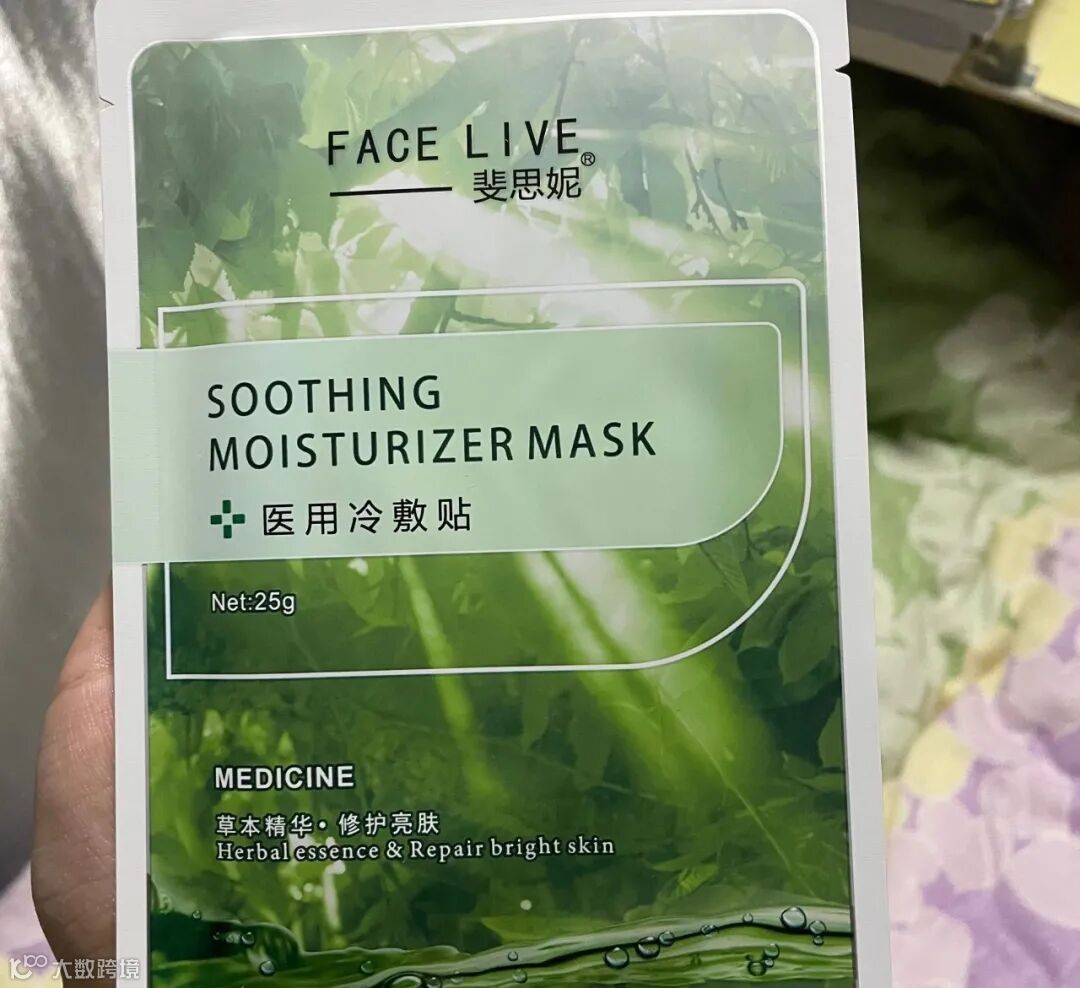 FACE LIVE®
斐思妮
SOOTHING
MOISTURIZER MASK
医用冷敷贴
Net:25g
MEDICINE
草本精华·修护亮肤
Herbal essence & Repair bright skin
大数跨境